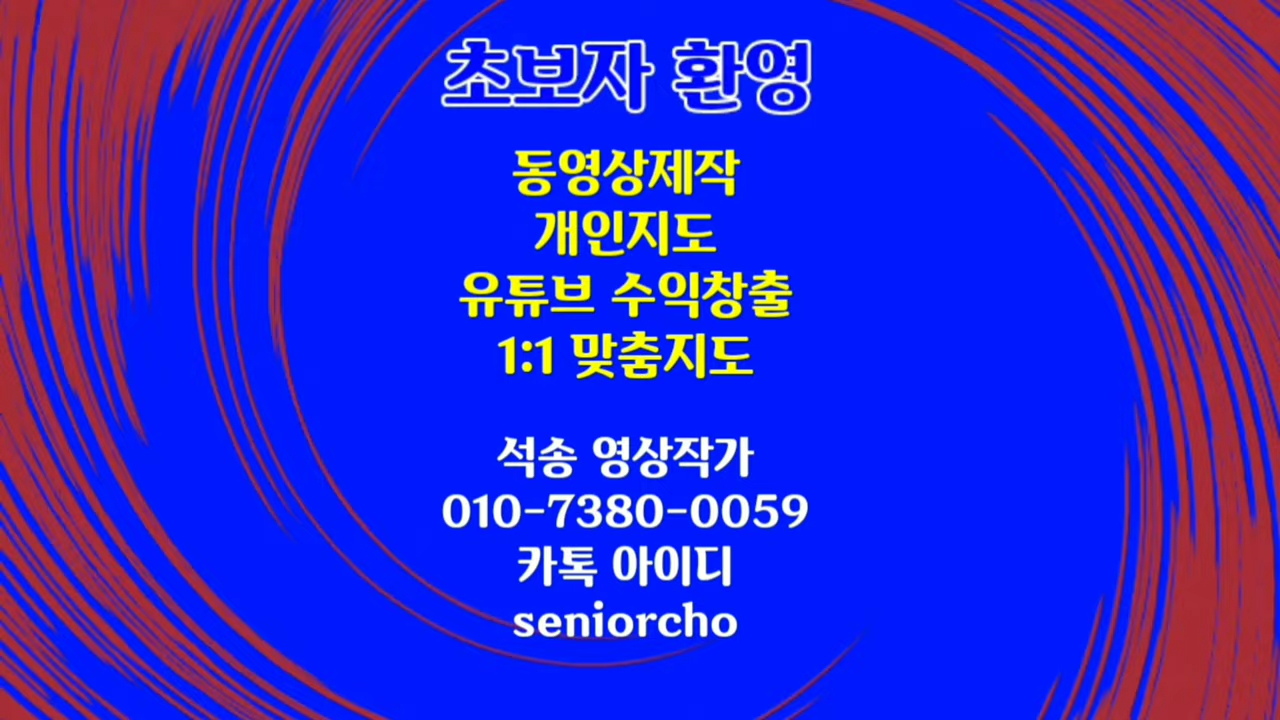 초보자 환영
동영상제작
개인지도
유튜브 수익창출
1:1 맞춤지도
석송 영상작가
010-7380-0059
카톡 아이디
seniorcho